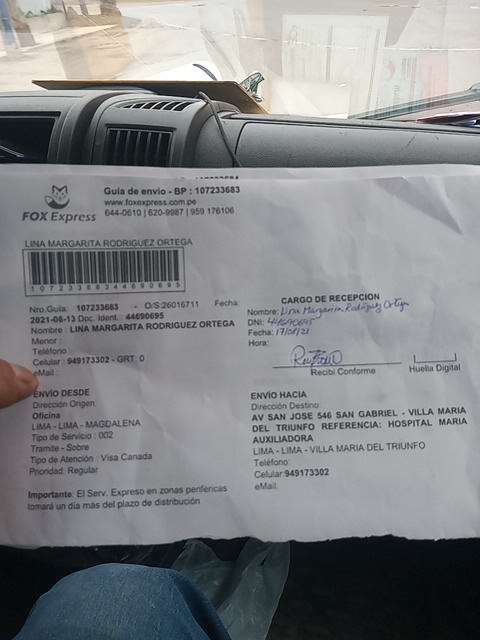 Guia de envio - BP : 107233683
www.foxexpress.com.pe
644-0610 | 620-9987 | 959 176106
FOX Express
LINA MARGARITA RODRIGUEZ ORTEGA
10723368344690695
Nro.Guia: 107233683 - O/S:26016711 Fecha:
2021-08-13 Doc. Ident.: 44690695
Nombre : LINA MARGARITA RODRIGUEZ ORTEGA
Menor :
Teléfono :
Celular : 949173302 - GRT: 0
eMail :
CARGO DE RECEPCION
Nombre: Lina Margarita Rodríguez Ortega
DNI: 44690695
Fecha: 17/08/21
Hora:
Recibi Conforme
Huella Digital
ENVÍO DESDE
Dirección Origen:
Oficina
LIMA - LIMA - MAGDALENA
Tipo de Servicio : 002
Tramite - Sobre
Tipo de Atención : Visa Canada
Prioridad: Regular
ENVÍO HACIA
Dirección Destino:
AV SAN JOSE 546 SAN GABRIEL - VILLA MARIA
DEL TRIUNFO REFERENCIA: HOSPITAL MARIA
AUXILIADORA
LIMA - LIMA - VILLA MARIA DEL TRIUNFO
Teléfono:
Celular:949173302
eMail:
Importante: El Serv. Expreso en zonas periféricas
tomará un día más del plazo de distribución